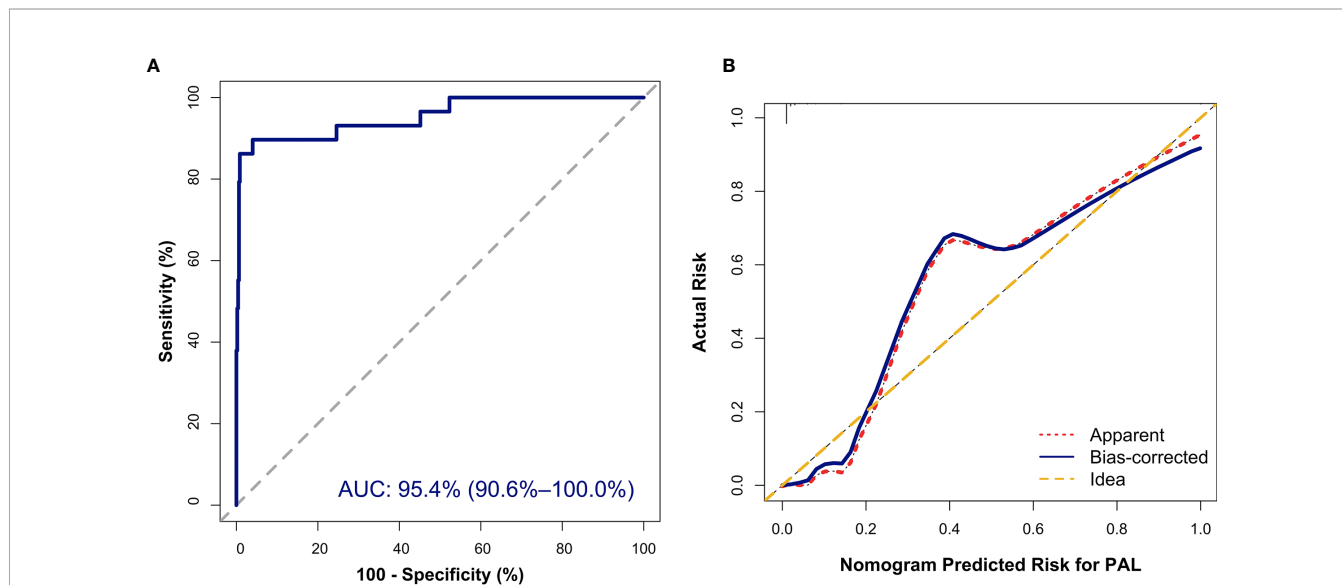 A
100
80
60
40
20
0
Sensitivity (%)
AUC: 95.4% (90.6%–100.0%)
0 20 40 60 80 100
100 - Specificity (%)
B
1.0
0.8
0.6
0.4
0.2
0.0
Actual Risk
Apparent
Bias-corrected
Idea
0.0 0.2 0.4 0.6 0.8 1.0
Nomogram Predicted Risk for PAL